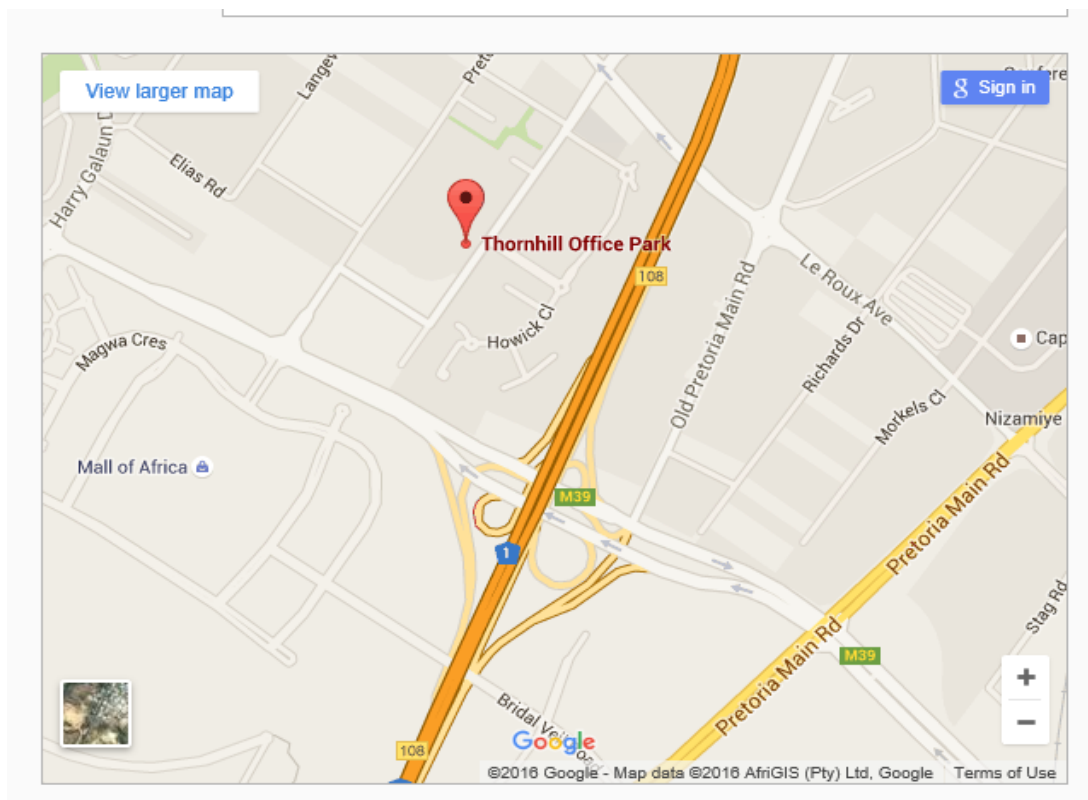 View larger map
Sign in
Elias Rd
Thornhill Office Park
108
Le Roux Ave
Old Pretoria Main Rd
Howick Cl
Magwa Cres
Richards Dr
Morkels Cl
Nizamiye
Mall of Africa
M39
1
Pretoria Main Rd
Stag Rd
M39
Pretoria Main Rd
108
Google
©2016 Google - Map data ©2016 AfriGIS (Pty) Ltd, Google
Terms of Use